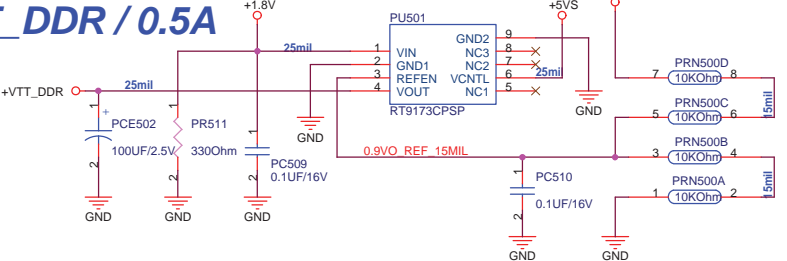 _DDR / 0.5A
+1.8V
+5VS
PU501
25mil
1 VIN
2 GND1
3 REFEN
4 VOUT
GND2 9
NC3 8
NC2 7
VCNTL 6
NC1 5
25mil
RT9173CPSP
GND
GND
+VTT_DDR
25mil
1
+
PCE502
100UF/2.5V
2
GND
1
PR511
330Ohm
2
GND
1
PC509
0.1UF/16V
2
GND
0.9VO_REF_15MIL
1
PC510
0.1UF/16V
2
GND
PRN500D
7 10KOhm 8
PRN500C
5 10KOhm 6
15mil
PRN500B
3 10KOhm 4
PRN500A
1 10KOhm 2
15mil
GND